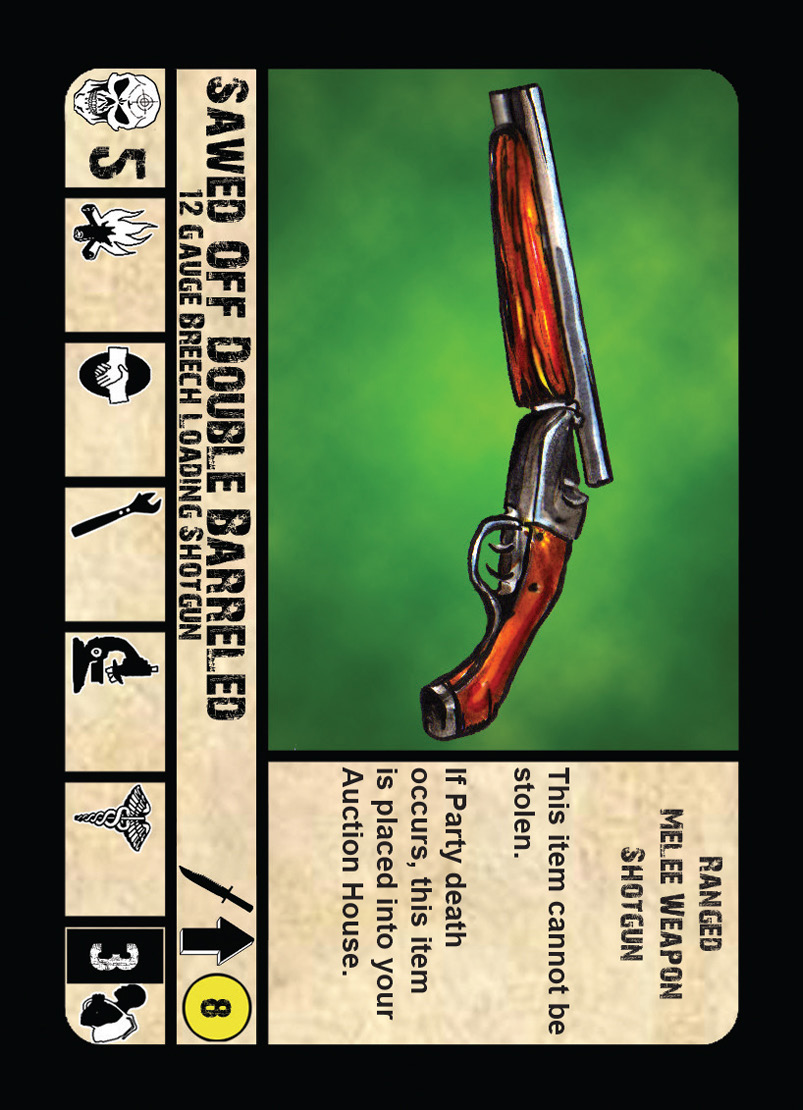 RANGED
MELEE WEAPON
SHOTGUN
This item cannot be
stolen.
If Party death
occurs, this item
is placed into your
Auction House.
SAWED OFF DOUBLE BARRELED
8
12 GAUGE BREECH LOADING SHOTGUN
5
3